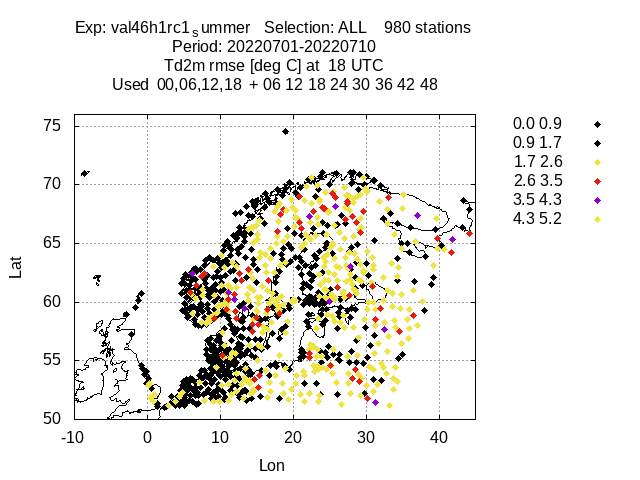 Exp: val46h1rc1summer   Selection: ALL    980 stations
Period: 20220701-20220710
Td2m rmse [deg C] at  18 UTC
Used  00,06,12,18  + 06 12 18 24 30 36 42 48
75
70
65
60
55
50
-10 0 10 20 30 40
Lat
Lon
0.0 0.9
0.9 1.7
1.7 2.6
2.6 3.5
3.5 4.3
4.3 5.2